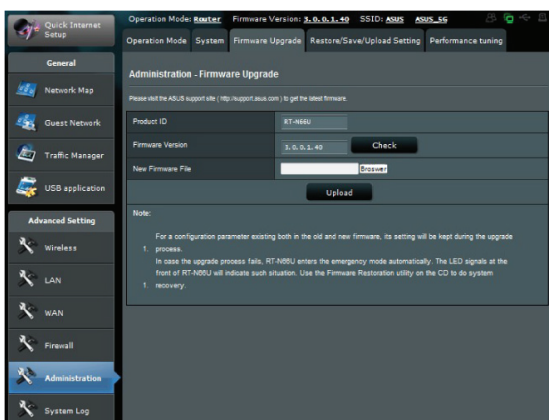 Quick Internet
Setup
Operation Mode: Router Firmware Version: 3.0.0.1.40 SSID: ASUS ASUS_5G
Operation Mode System Firmware Upgrade Restore/Save/Upload Setting Performance tuning
General
Network Map
Guest Network
Traffic Manager
USB application
Advanced Setting
Wireless
LAN
WAN
Firewall
Administration
System Log
Administration - Firmware Upgrade
Please visit the ASUS support site ( http://support.asus.com ) to get the latest firmware.
Product ID RT-N66U
Firmware Version 3.0.0.1.40 Check
New Firmware File Browser
Upload
Note:
For a configuration parameter existing both in the old and new firmware, its setting will be kept during the upgrade
1. process.
In case the upgrade process fails, RT-N66U enters the emergency mode automatically. The LED signals at the
front of RT-N66U will indicate such situation. Use the Firmware Restoration utility on the CD to do system
1. recovery.